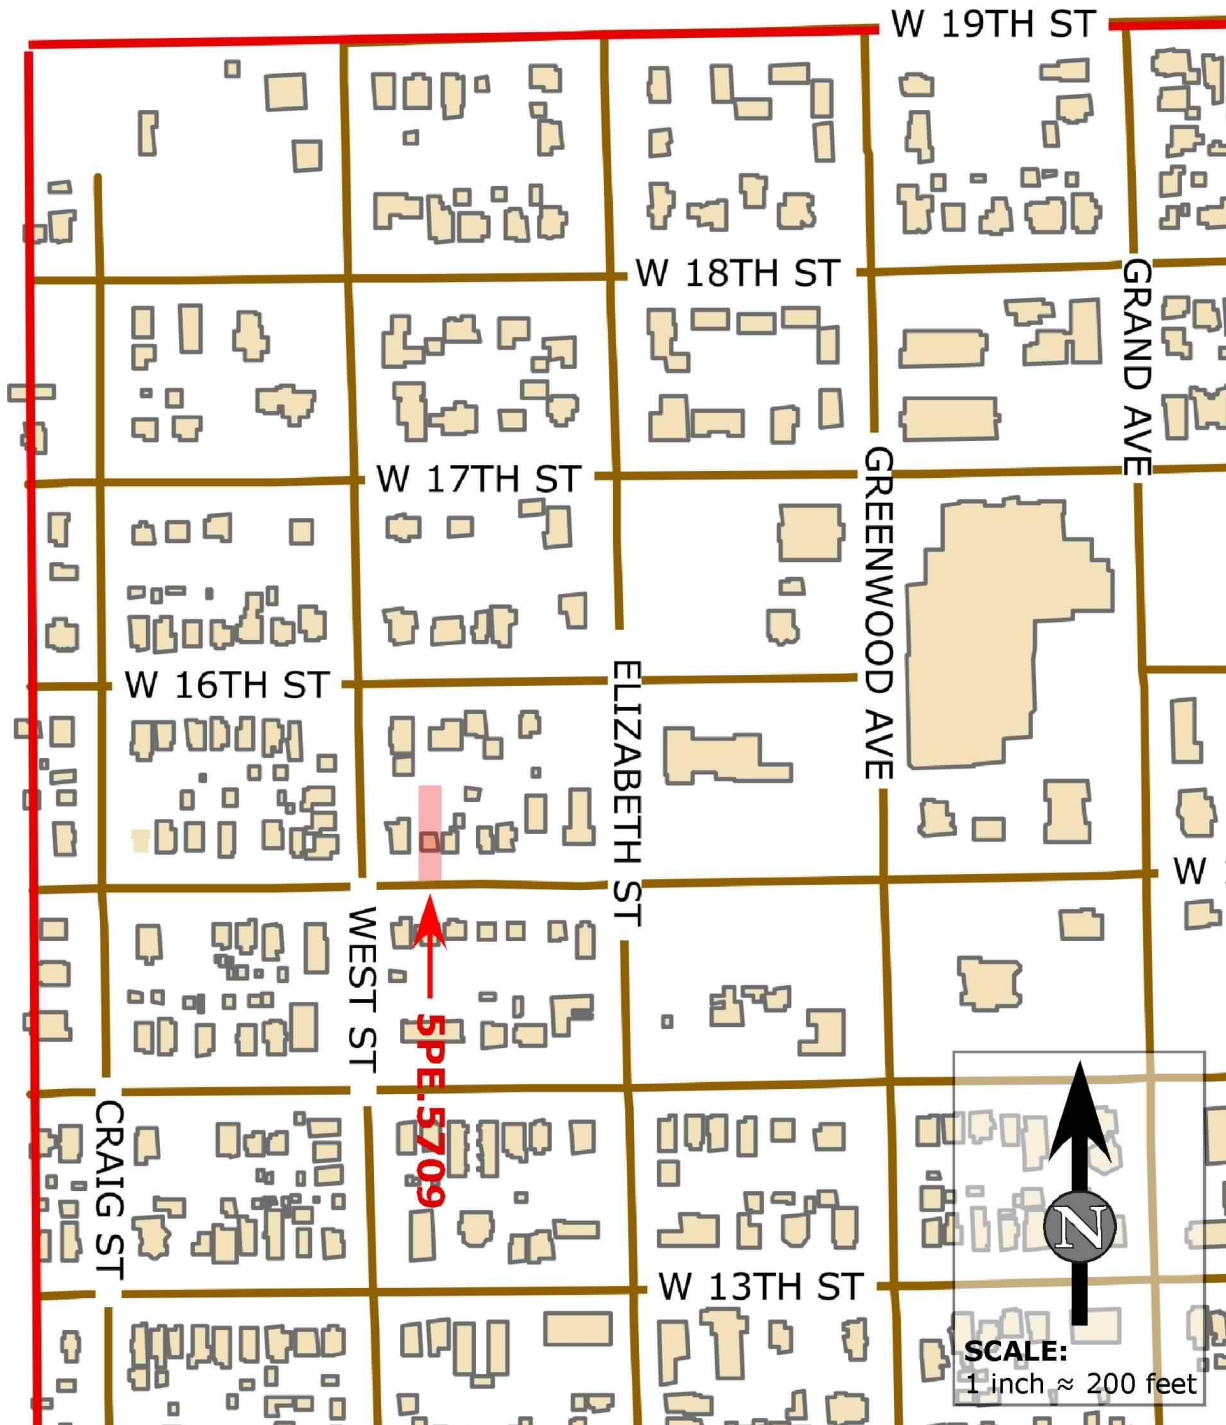 W 19TH ST
W 18TH ST
GRAND AVE
W 17TH ST
GREENWOOD AVE
W 16TH ST
ELIZABETH ST
W
WEST ST
5PE.5709
CRAIG ST
W 13TH ST
N
SCALE:
1 inch ≈ 200 feet